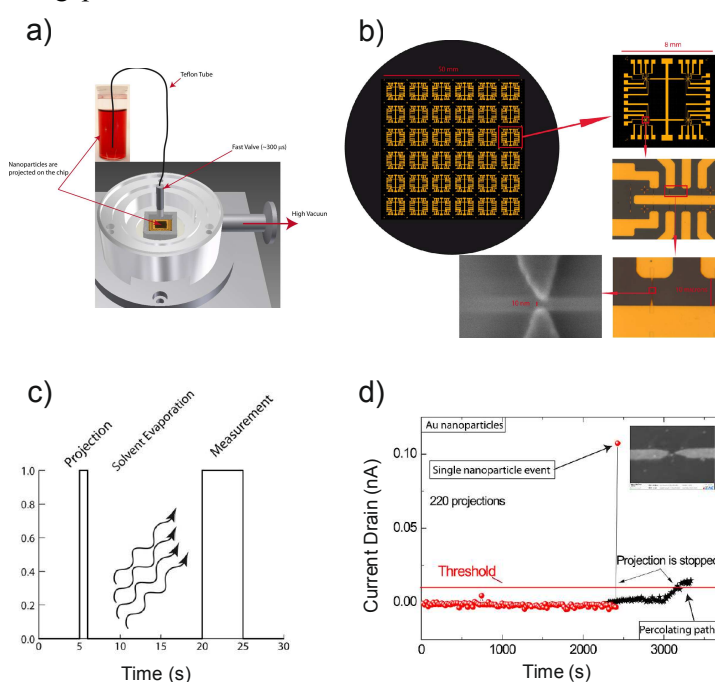 a)
Teflon Tube
Nanoparticles are
projected on the chip
Fast Valve (~300 µs)
High Vacuun
b)
50 mm
8 mm
10 nm
c)
Projection
Solvent Evaporation
Measurement
1.0
0.8
0.6
0.4
0.2
0.0
0
5
10
15
20
25
30
Time (s)
d)
Au nanoparticles
Single nanoparticle event
220 projections
Threshold
Projection is stopped
Percolating path
0.10
0.05
0.00
Current Drain (nA)
0
1000
2000
3000
Time (s)